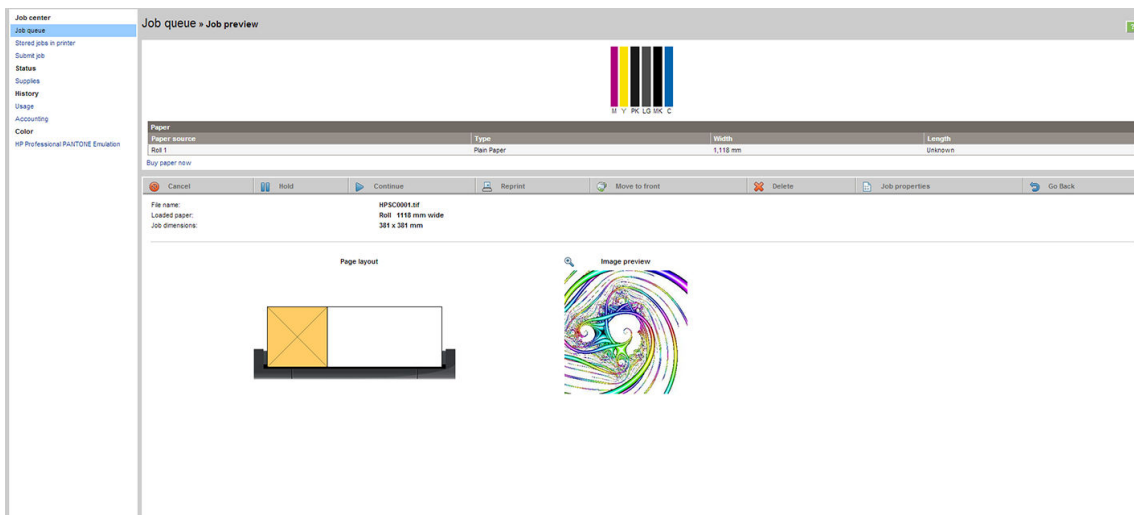 Job center
Job queue
Stored jobs in printer
Submit job
Status
Supplies
History
Usage
Accounting
Color
HP Professional PANTONE Emulation
Job queue » Job preview
?
M Y PK LG MK C
Paper
Paper source Type Width Length
Roll 1 Plain Paper 1,118 mm Unknown
Buy paper now
Cancel Hold Continue Reprint Move to front Delete Job properties Go Back
File name: HPSC0001.tif
Loaded paper: Roll 1118 mm wide
Job dimensions: 381 x 381 mm
Page layout Image preview